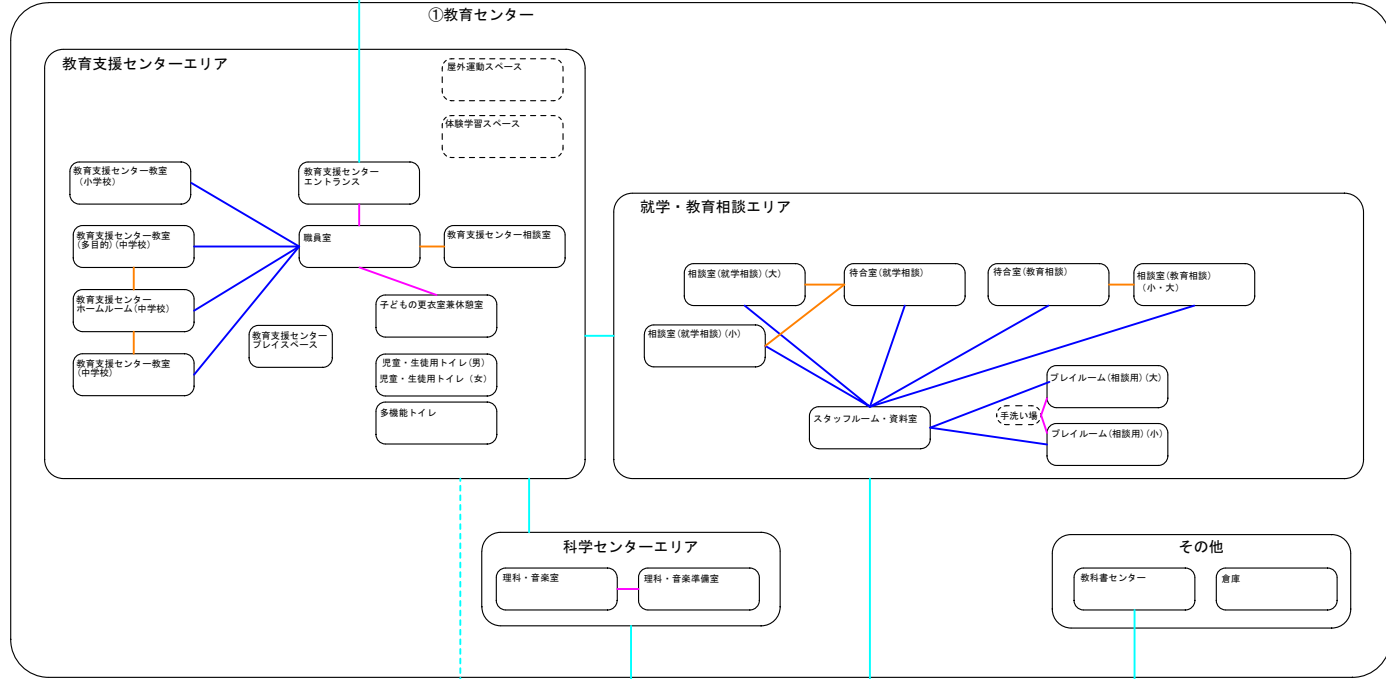 ①教育センター
教育支援センターエリア
屋外運動スペース
体験学習スペース
教育支援センター教室
(小学校)
教育支援センター
エントランス
教育支援センター教室
(多目的)(中学校)
職員室
教育支援センター相談室
教育支援センター
ホームルーム(中学校)
子どもの更衣室兼休憩室
教育支援センター
プレイスペース
教育支援センター教室
(中学校)
児童・生徒用トイレ(男)
児童・生徒用トイレ(女)
多機能トイレ
就学・教育相談エリア
相談室(就学相談)(大)
待合室(就学相談)
待合室(教育相談)
相談室(教育相談)
(小・大)
相談室(就学相談)(小)
プレイルーム(相談用)(大)
スタッフルーム・資料室
手洗い場
プレイルーム(相談用)(小)
科学センターエリア
理科・音楽室
理科・音楽準備室
その他
教科書センター
倉庫